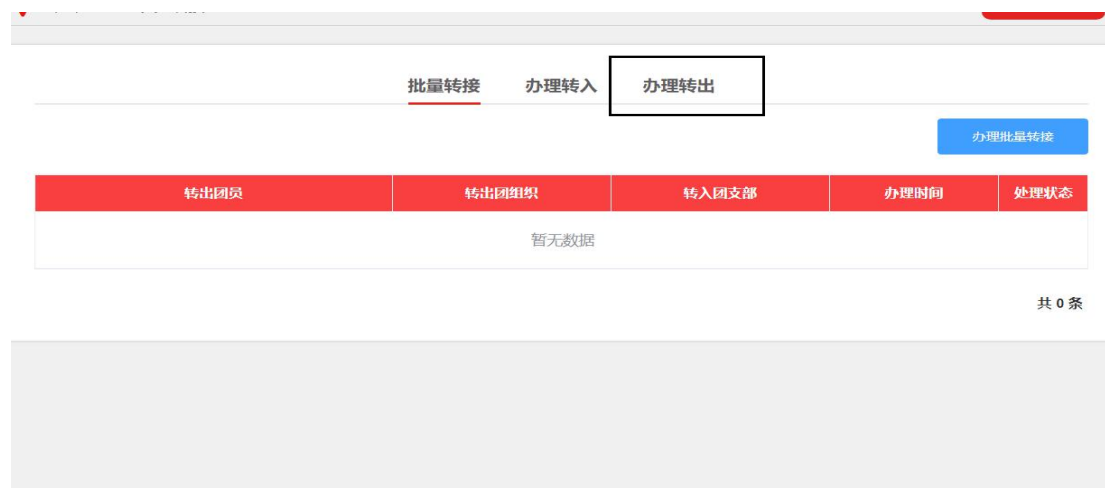 批量转接 办理转入 办理转出
办理批量转接
转出团员 转出团组织 转入团支部 办理时间 处理状态
暂无数据
共 0 条